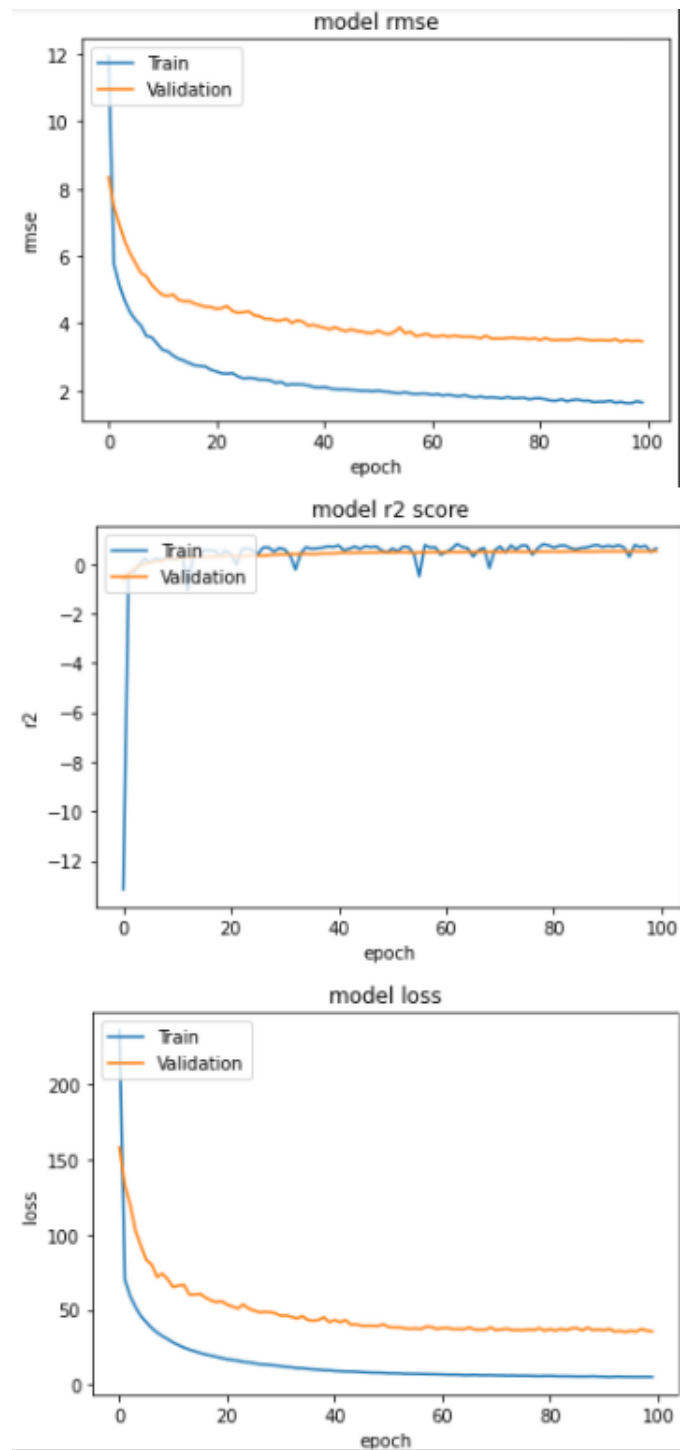 model rmse
12
10
8
6
4
2
rmse
Train
Validation
0 20 40 60 80 100
epoch
model r2 score
0
−2
−4
−6
−8
−10
−12
r2
Train
Validation
0 20 40 60 80 100
epoch
model loss
200
150
100
50
0
loss
Train
Validation
0 20 40 60 80 100
epoch